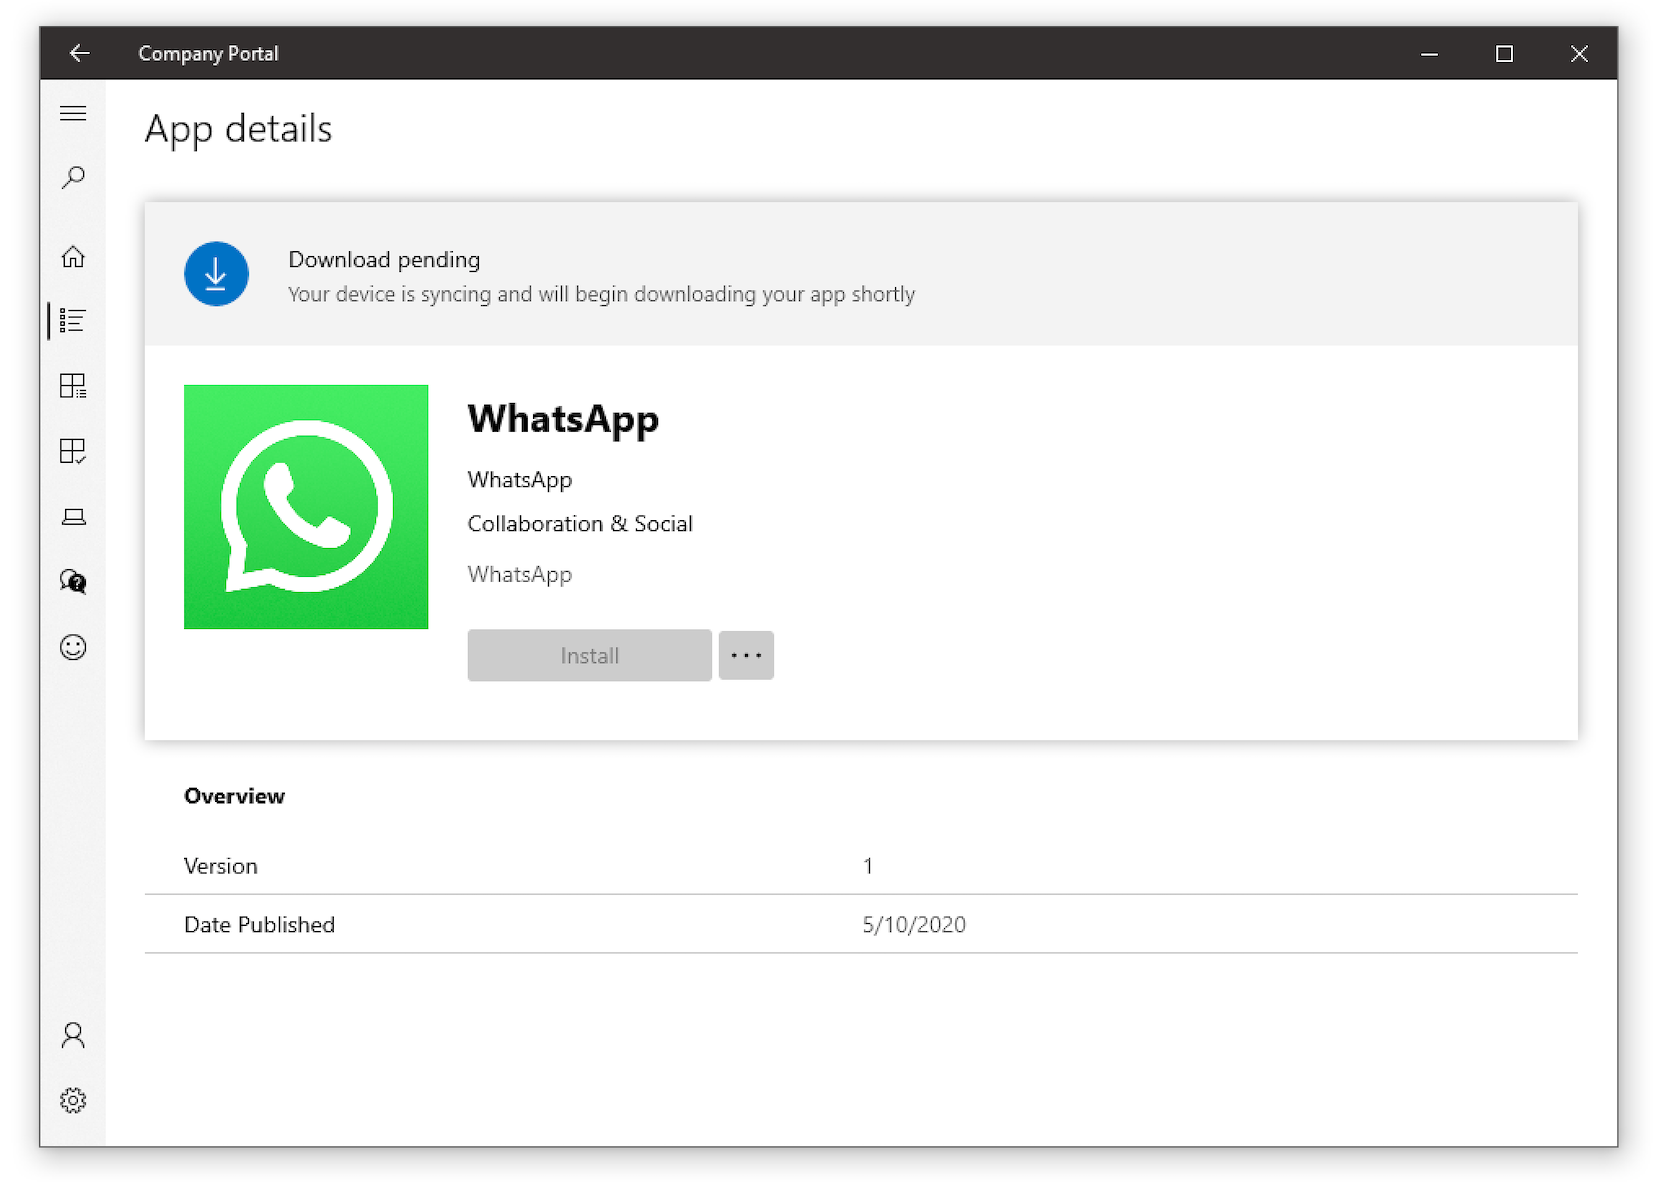 Company Portal
App details
Download pending
Your device is syncing and will begin downloading your app shortly
WhatsApp
WhatsApp
Collaboration & Social
WhatsApp
Install
Overview
Version 1
Date Published 5/10/2020